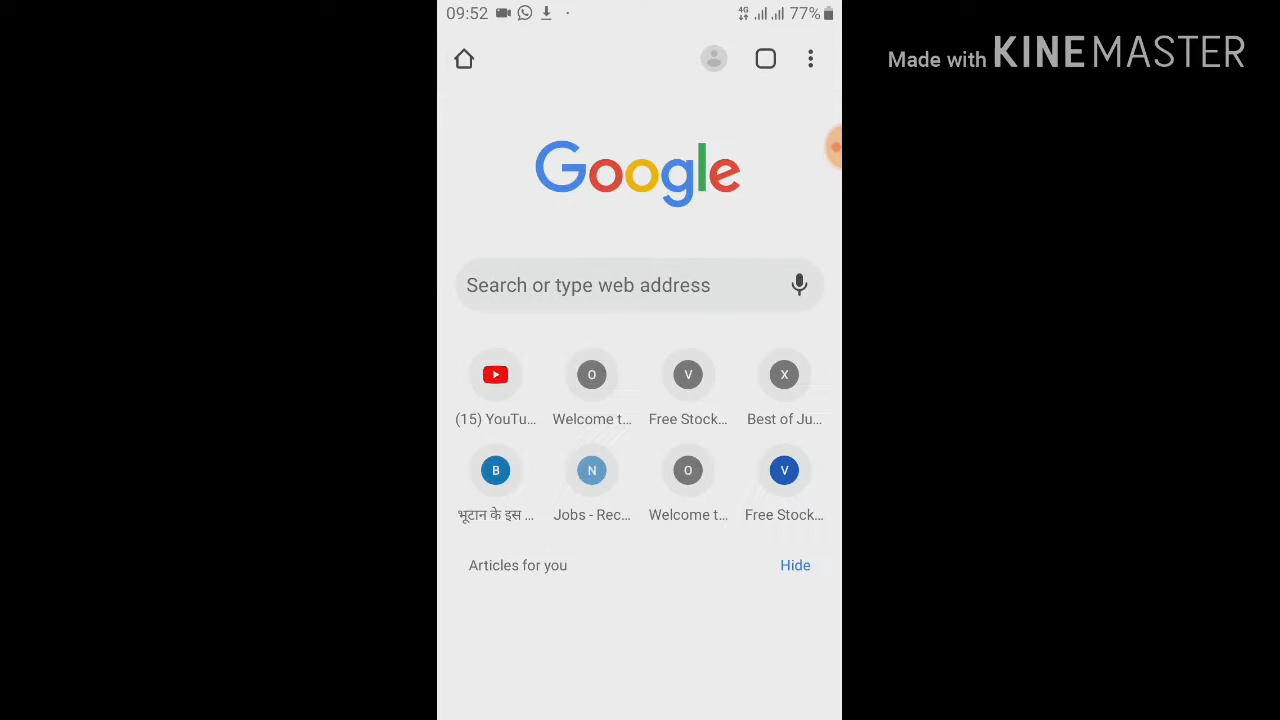 09:52
4G 77%
Made with KINEMASTER
Google
Search or type web address
O V X
(15) YouTu... Welcome t... Free Stock... Best of Ju...
B N O V
भूटान के इस ... Jobs - Rec... Welcome t... Free Stock...
Articles for you Hide